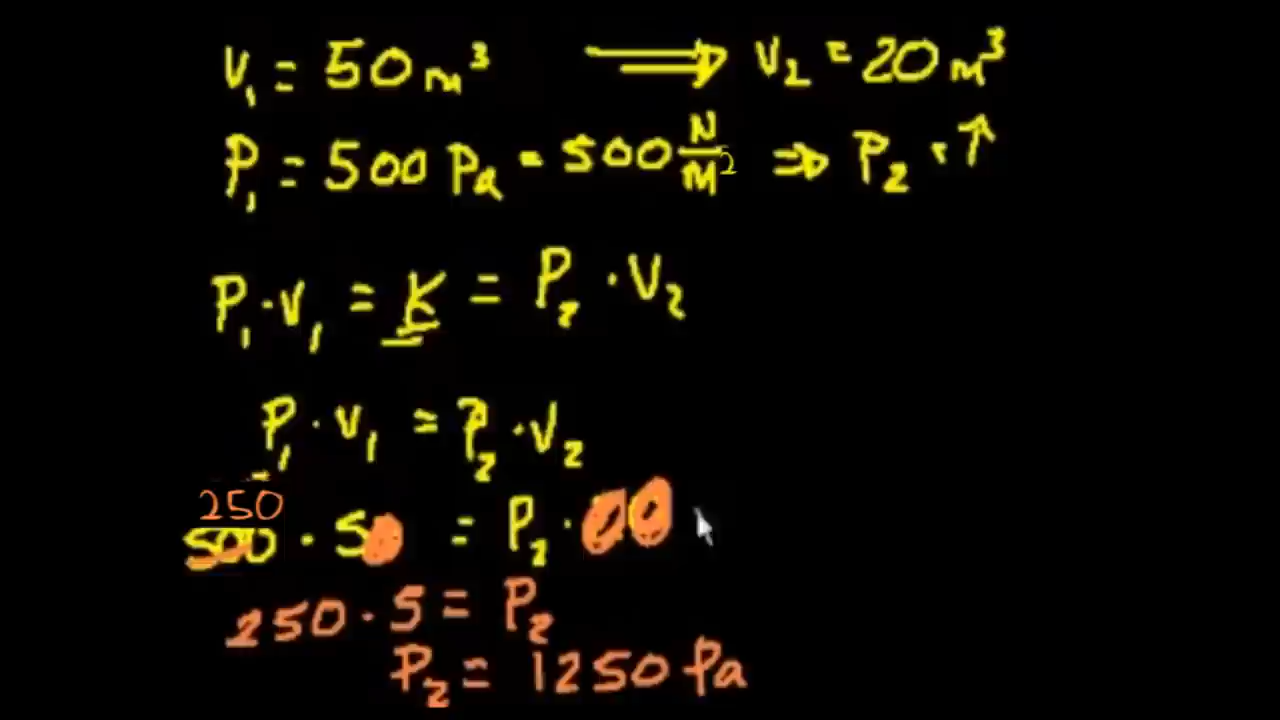 V₁ = 50 m³ ⇒ V₂ = 20 m³
P₁ = 500 Pa = 500 N/M² ⇒ P₂ = ↑
P₁ · V₁ = K = P₂ · V₂
P₁ · V₁ = P₂ · V₂
250
500 · 50 = P₂ ·
250 · 5 = P₂
P₂ = 1250 Pa